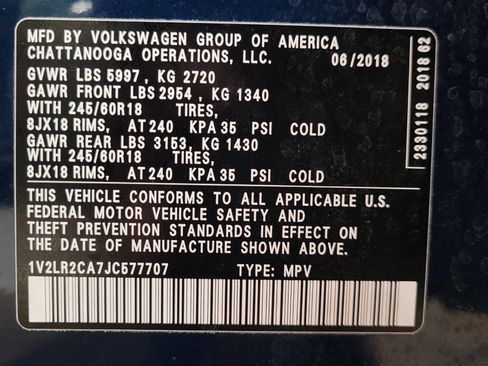 MFD BY VOLKSWAGEN GROUP OF AMERICA
CHATTANOOGA OPERATIONS, LLC. 06/2018
GVWR LBS 5997, KG 2720
GAWR FRONT LBS 2954, KG 1340
WITH 245/60R18 TIRES,
8JX18 RIMS, AT 240 KPA 35 PSI COLD
GAWR REAR LBS 3153, KG 1430
WITH 245/60R18 TIRES,
8JX18 RIMS, AT 240 KPA 35 PSI COLD
THIS VEHICLE CONFORMS TO ALL APPLICABLE U.S.
FEDERAL MOTOR VEHICLE SAFETY AND
THEFT PREVENTION STANDARDS IN EFFECT ON
THE DATE OF MANUFACTURE SHOWN ABOVE.
1V2LR2CA7JC577707 TYPE: MPV
2330118 2018 62